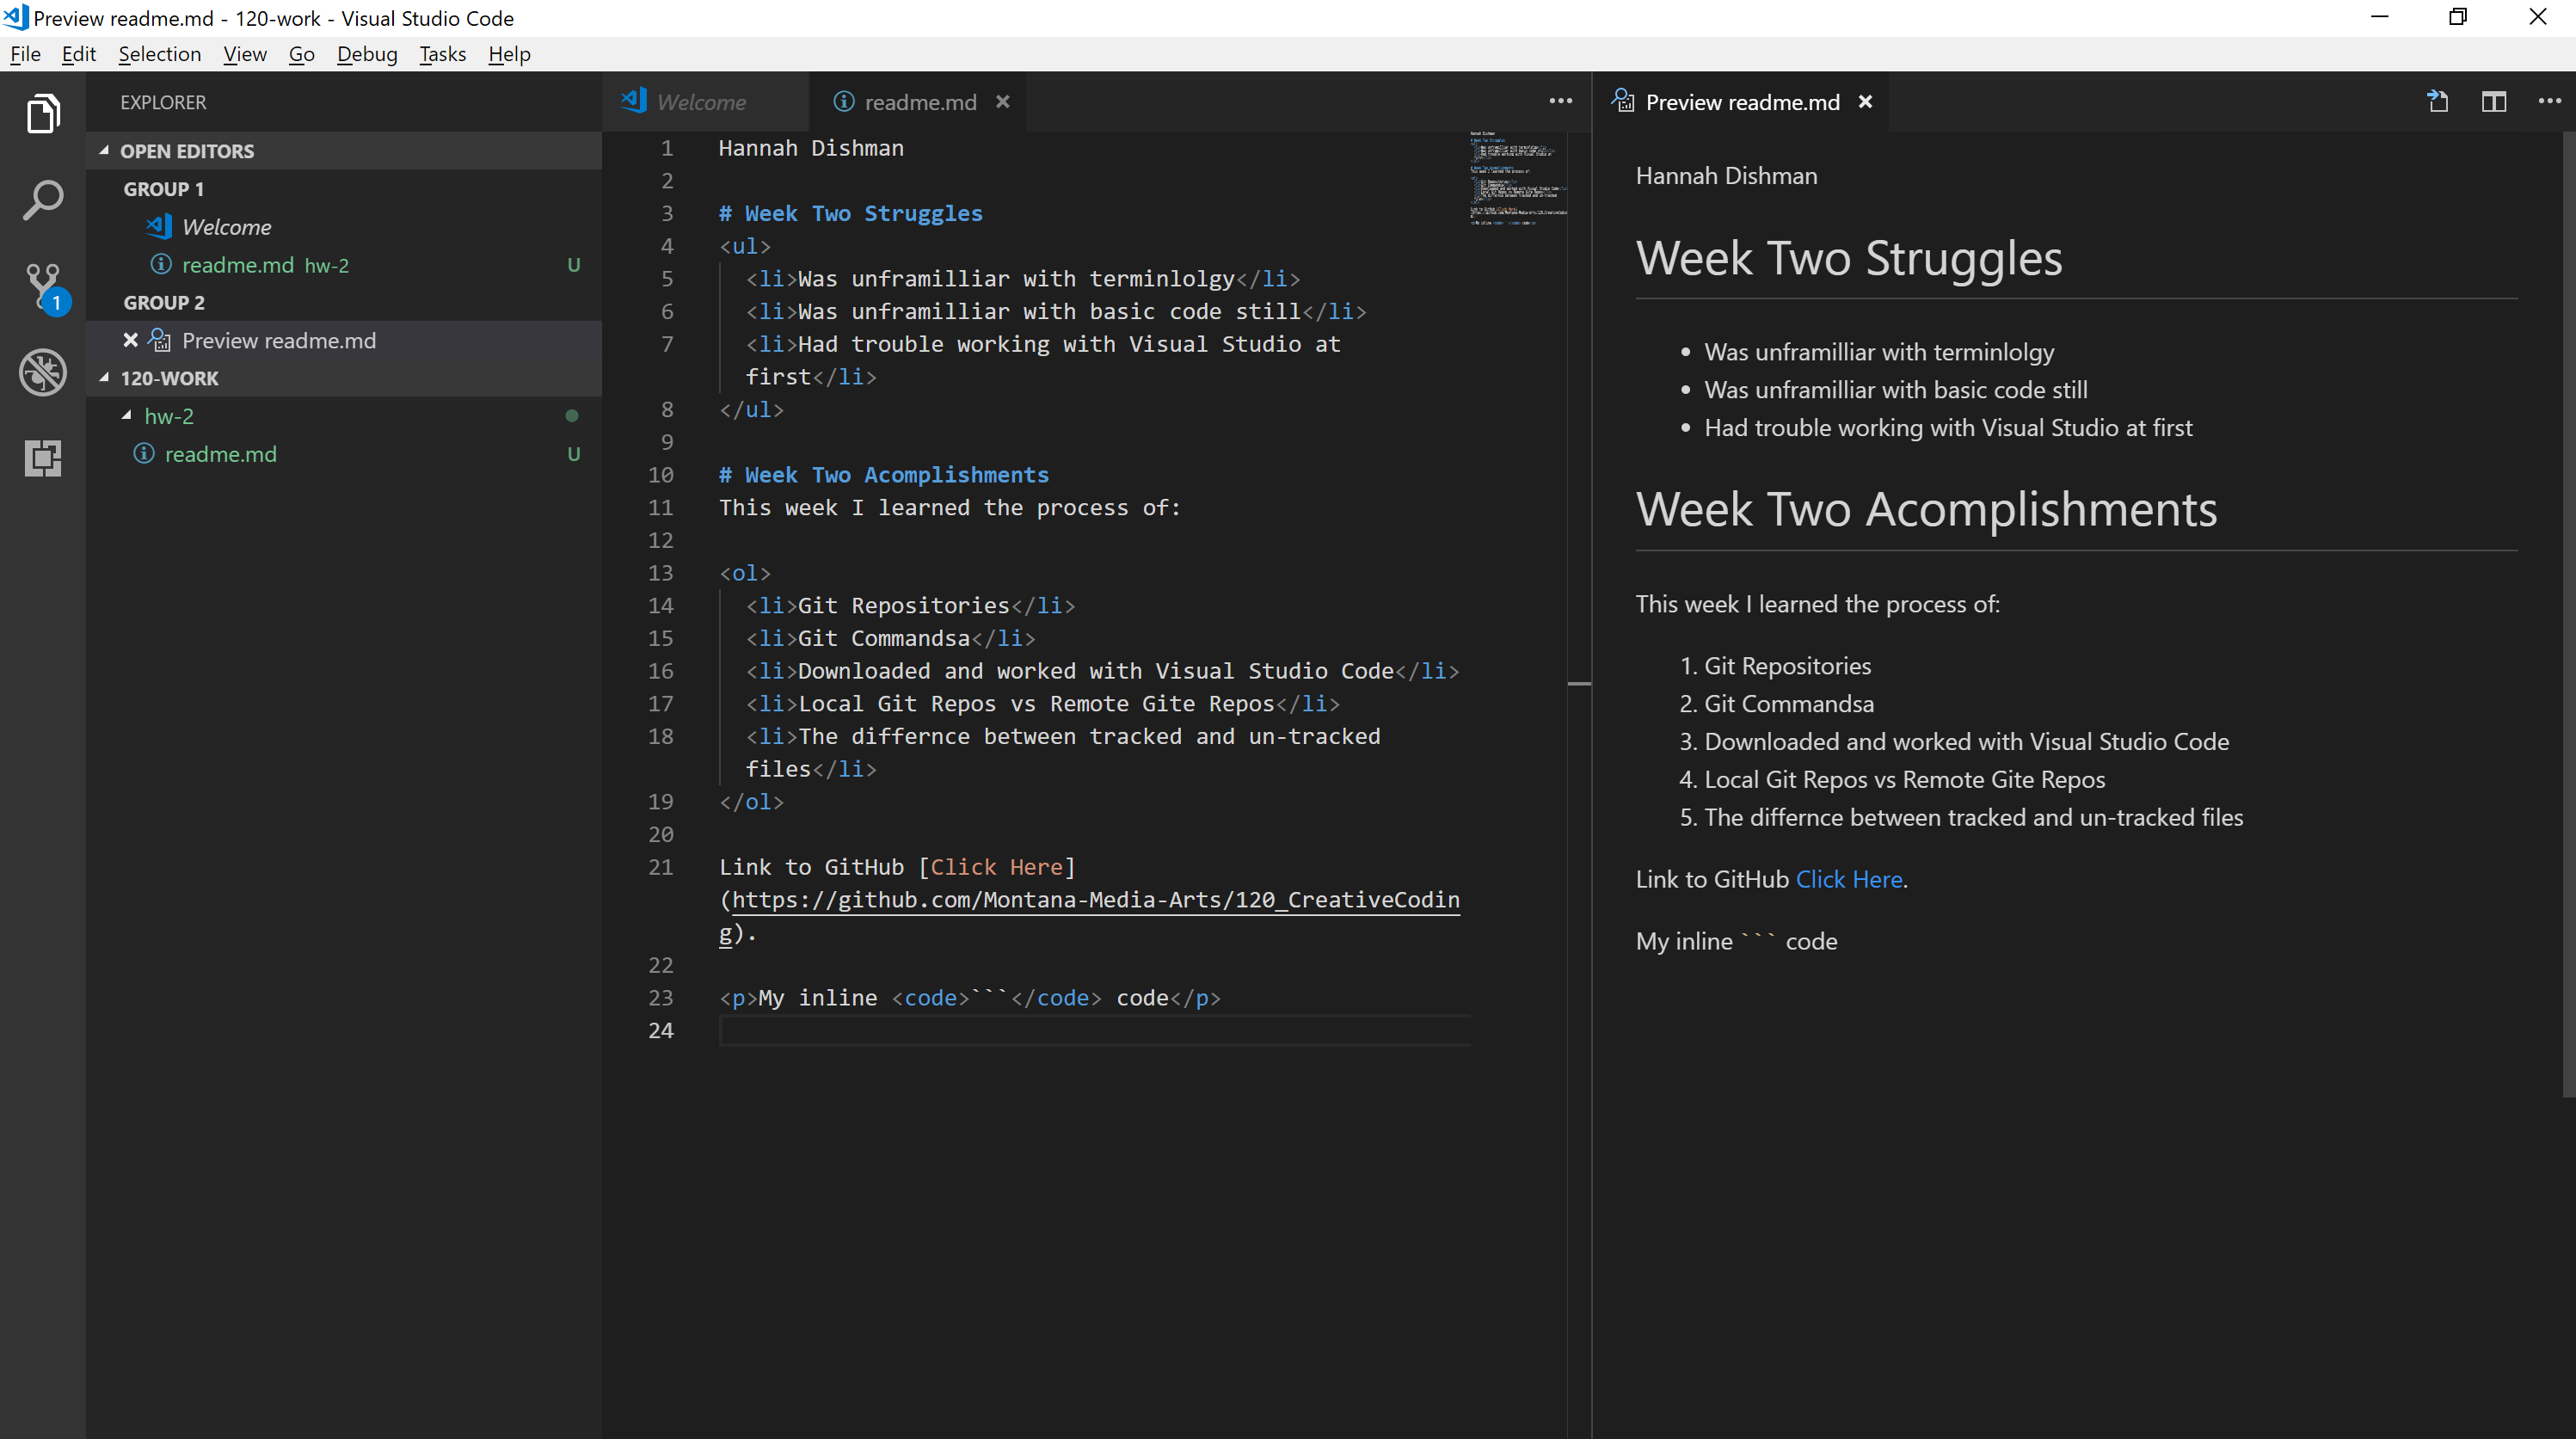 Preview readme.md - 120-work - Visual Studio Code
File Edit Selection View Go Debug Tasks Help
EXPLORER
OPEN EDITORS
GROUP 1
Welcome
readme.md hw-2 U
GROUP 2
Preview readme.md
120-WORK
hw-2
readme.md U
1
Welcome
readme.md
1 Hannah Dishman
2
3 # Week Two Struggles
4 <ul>
5 <li>Was unframilliar with terminlolgy</li>
6 <li>Was unframilliar with basic code still</li>
7 <li>Had trouble working with Visual Studio at
first</li>
8 </ul>
9
10 # Week Two Acomplishments
11 This week I learned the process of:
12
13 <ol>
14 <li>Git Repositories</li>
15 <li>Git Commandsa</li>
16 <li>Downloaded and worked with Visual Studio Code</li>
17 <li>Local Git Repos vs Remote Gite Repos</li>
18 <li>The differnce between tracked and un-tracked
files</li>
19 </ol>
20
21 Link to GitHub [Click Here]
(https://github.com/Montana-Media-Arts/120_CreativeCodin
g).
22
23 <p>My inline <code>```</code> code</p>
24
Preview readme.md
Hannah Dishman
Week Two Struggles
• Was unframilliar with terminlolgy
• Was unframilliar with basic code still
• Had trouble working with Visual Studio at first
Week Two Acomplishments
This week I learned the process of:
1. Git Repositories
2. Git Commandsa
3. Downloaded and worked with Visual Studio Code
4. Local Git Repos vs Remote Gite Repos
5. The differnce between tracked and un-tracked files
Link to GitHub Click Here.
My inline ``` code